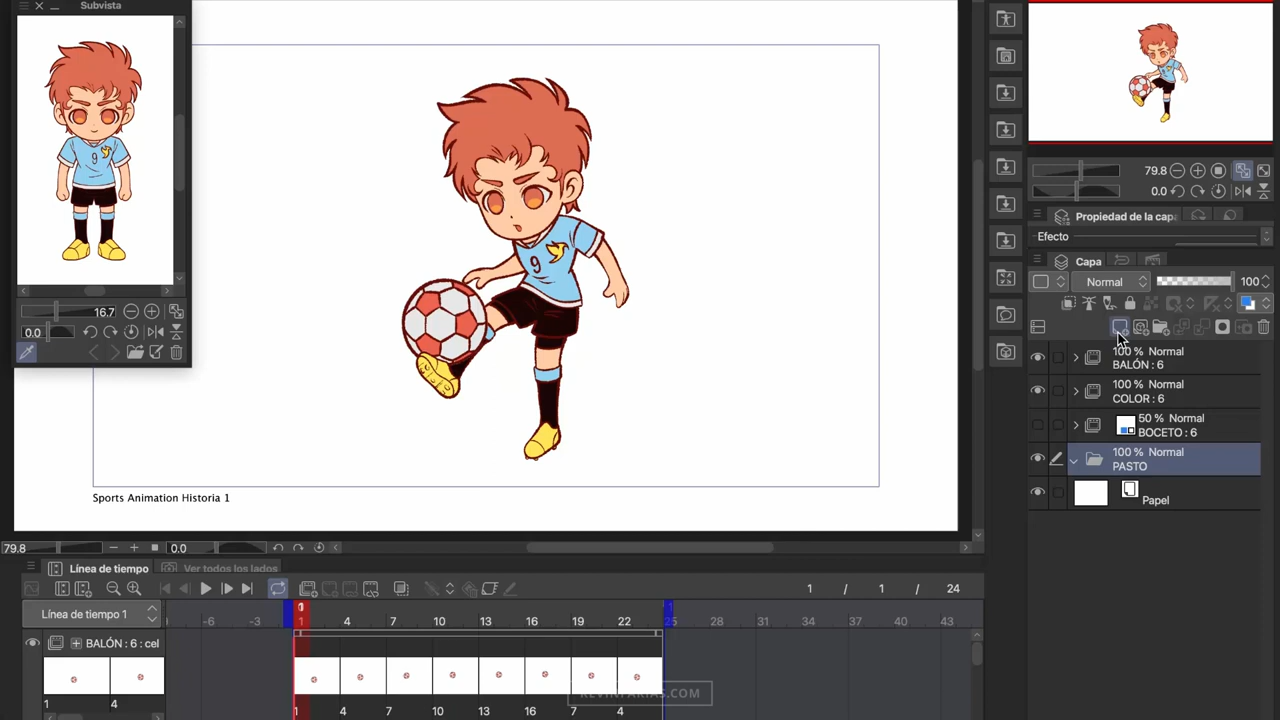 Subvista
9
16.7
0.0
9
Sports Animation Historia 1
79.8
0.0
79.8
0.0
Propiedad de la capa
Efecto
Capa
Normal
100
100 % Normal
BALÓN : 6
100 % Normal
COLOR : 6
50 % Normal
BOCETO : 6
100 % Normal
PASTO
Papel
Línea de tiempo
Ver todos los lados
1 / 1 / 24
Línea de tiempo 1
-6 -3 1 4 7 10 13 16 19 22 25 28 31 34 37 40 43
BALÓN : 6 : cel
1 4
1 4 7 10 13 16 7 4
KEVINFARIAS.COM